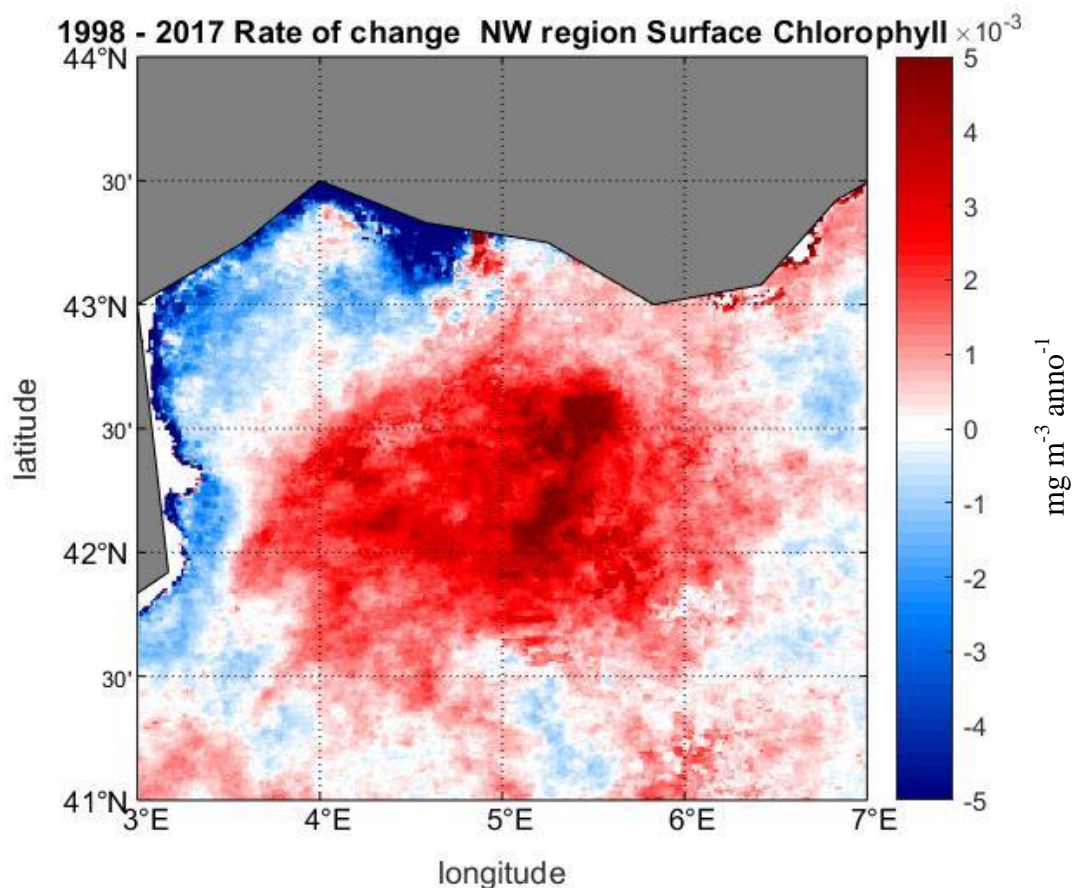 1998 - 2017 Rate of change  NW region Surface Chlorophyll
×10⁻³
44°N
30'
43°N
30'
42°N
30'
41°N
3°E
4°E
5°E
6°E
7°E
latitude
longitude
5
4
3
2
1
0
-1
-2
-3
-4
-5
mg m⁻³ anno⁻¹